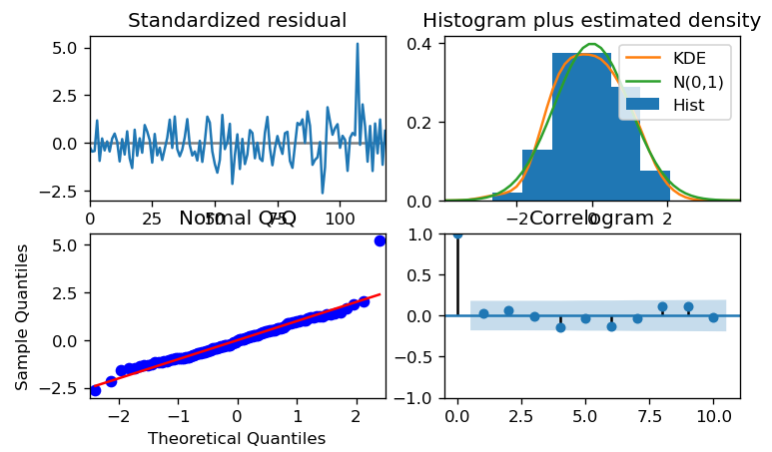 Standardized residual
5.0
2.5
0.0
−2.5
0 25 50 75 100
Histogram plus estimated density
0.4
0.2
0.0
−2 0 2
KDE
N(0,1)
Hist
Normal Q-Q
Sample Quantiles
5.0
2.5
0.0
−2.5
−2 −1 0 1 2
Theoretical Quantiles
Correlogram
1.0
0.5
0.0
−0.5
−1.0
0.0 2.5 5.0 7.5 10.0